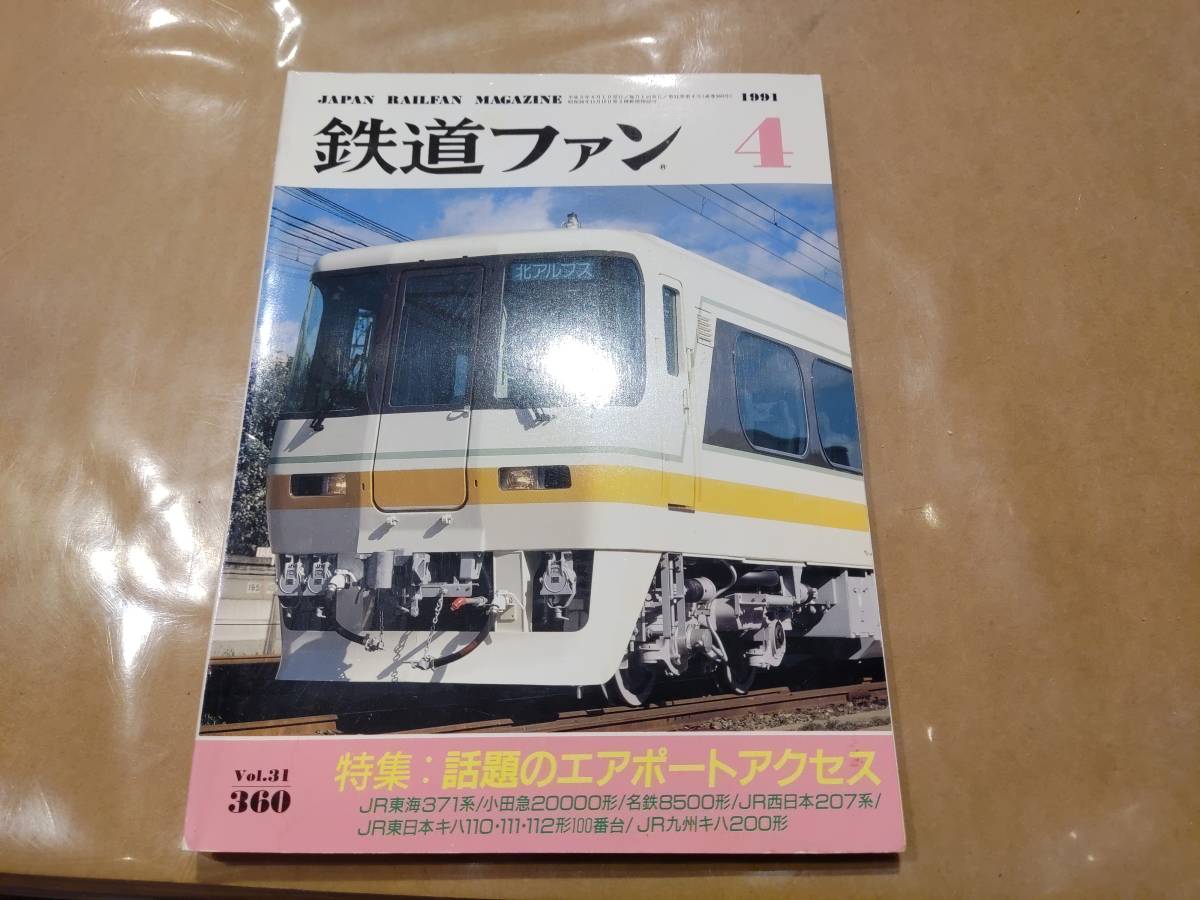 JAPAN RAILFAN MAGAZINE
1991
鉄道ファン
®
4
北アルプス
特集:話題のエアポートアクセス
Vol.31
360
JR東海371系/小田急20000形/名鉄8500形/JR西日本207系/
JR東日本キハ110・111・112形100番台/JR九州キハ200形